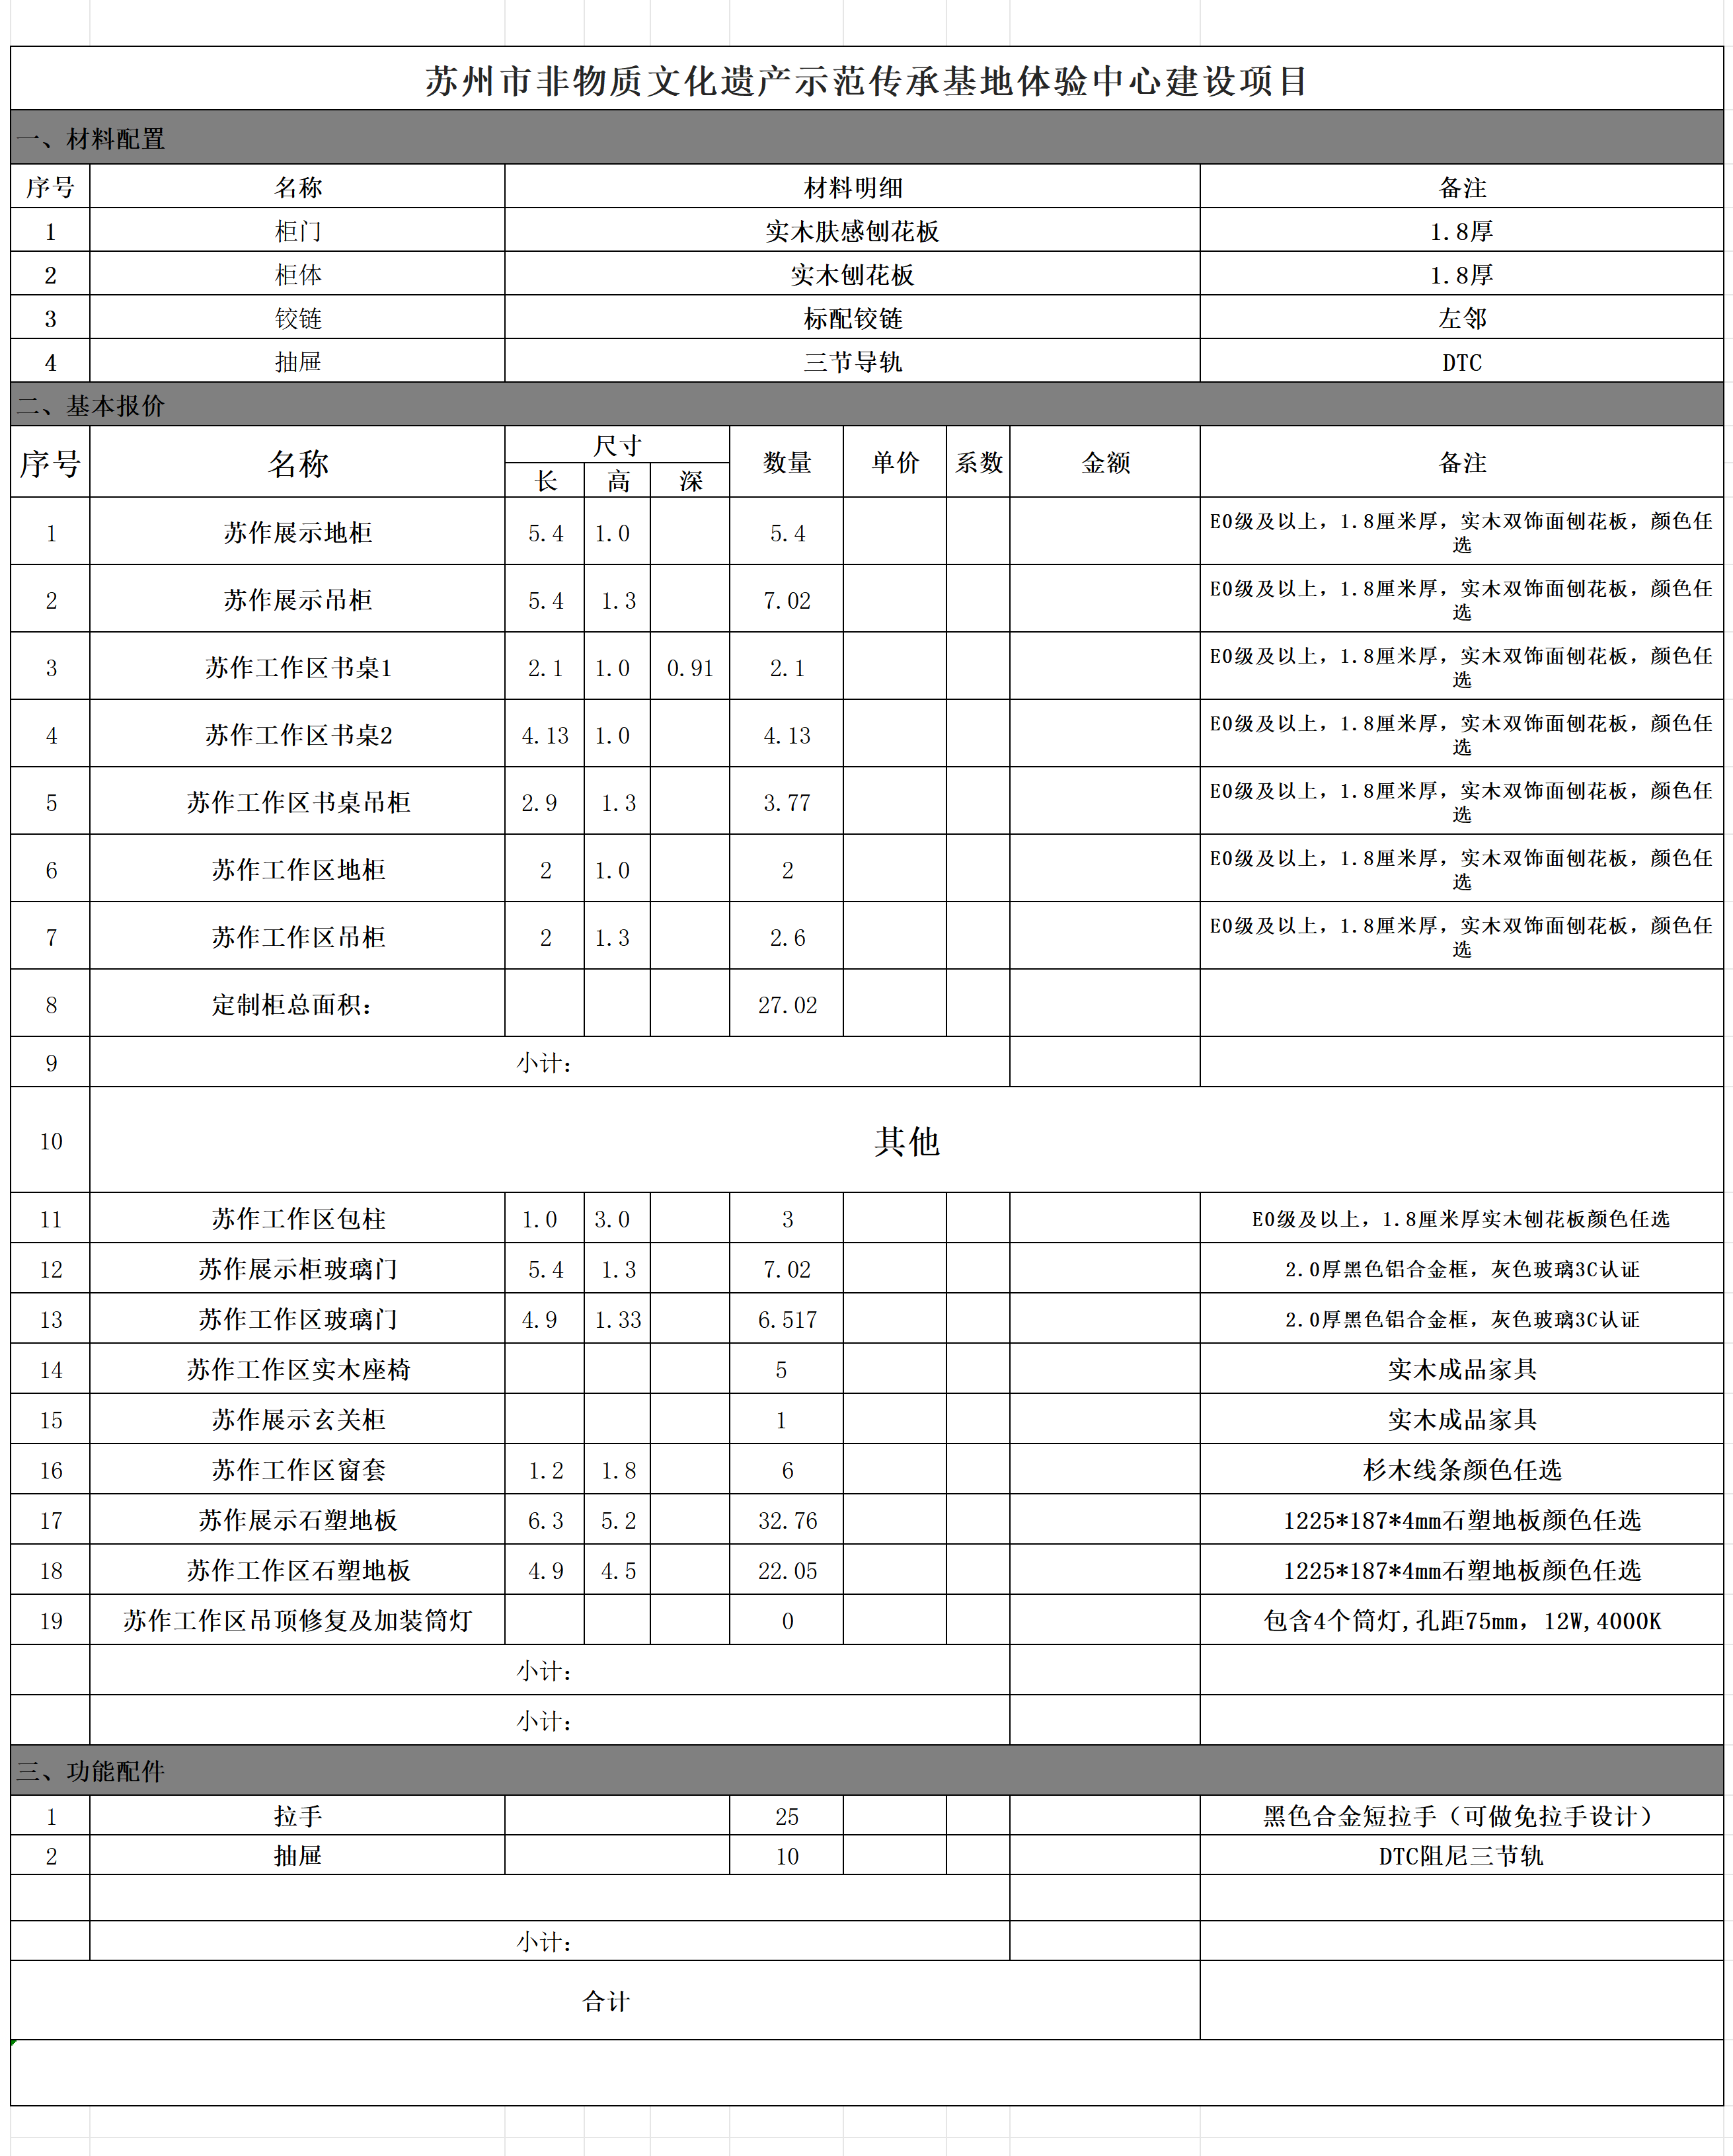 苏州市非物质文化遗产示范传承基地体验中心建设项目
一、材料配置
序号 名称 材料明细 备注
1 柜门 实木肤感刨花板 1.8厚
2 柜体 实木刨花板 1.8厚
3 铰链 标配铰链 左邻
4 抽屉 三节导轨 DTC
二、基本报价
序号 名称 尺寸 数量 单价 系数 金额 备注
长 高 深
1 苏作展示地柜 5.4 1.0 5.4 E0级及以上，1.8厘米厚，实木双饰面刨花板，颜色任
选
2 苏作展示吊柜 5.4 1.3 7.02 E0级及以上，1.8厘米厚，实木双饰面刨花板，颜色任
选
3 苏作工作区书桌1 2.1 1.0 0.91 2.1 E0级及以上，1.8厘米厚，实木双饰面刨花板，颜色任
选
4 苏作工作区书桌2 4.13 1.0 4.13 E0级及以上，1.8厘米厚，实木双饰面刨花板，颜色任
选
5 苏作工作区书桌吊柜 2.9 1.3 3.77 E0级及以上，1.8厘米厚，实木双饰面刨花板，颜色任
选
6 苏作工作区地柜 2 1.0 2 E0级及以上，1.8厘米厚，实木双饰面刨花板，颜色任
选
7 苏作工作区吊柜 2 1.3 2.6 E0级及以上，1.8厘米厚，实木双饰面刨花板，颜色任
选
8 定制柜总面积： 27.02
9 小计：
10 其他
11 苏作工作区包柱 1.0 3.0 3 E0级及以上，1.8厘米厚实木刨花板颜色任选
12 苏作展示柜玻璃门 5.4 1.3 7.02 2.0厚黑色铝合金框，灰色玻璃3C认证
13 苏作工作区玻璃门 4.9 1.33 6.517 2.0厚黑色铝合金框，灰色玻璃3C认证
14 苏作工作区实木座椅 5 实木成品家具
15 苏作展示玄关柜 1 实木成品家具
16 苏作工作区窗套 1.2 1.8 6 杉木线条颜色任选
17 苏作展示石塑地板 6.3 5.2 32.76 1225*187*4mm石塑地板颜色任选
18 苏作工作区石塑地板 4.9 4.5 22.05 1225*187*4mm石塑地板颜色任选
19 苏作工作区吊顶修复及加装筒灯 0 包含4个筒灯,孔距75mm，12W,4000K
小计：
小计：
三、功能配件
1 拉手 25 黑色合金短拉手（可做免拉手设计）
2 抽屉 10 DTC阻尼三节轨
小计：
合计